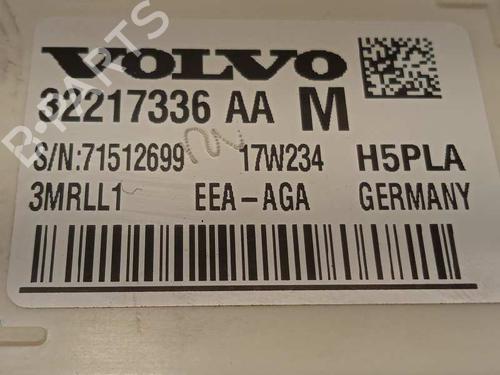 VOLVO
32217336 AA M
S/N:71512699 17W234 H5PLA
3MRLL1 EEA-AGA GERMANY
B-PARTS